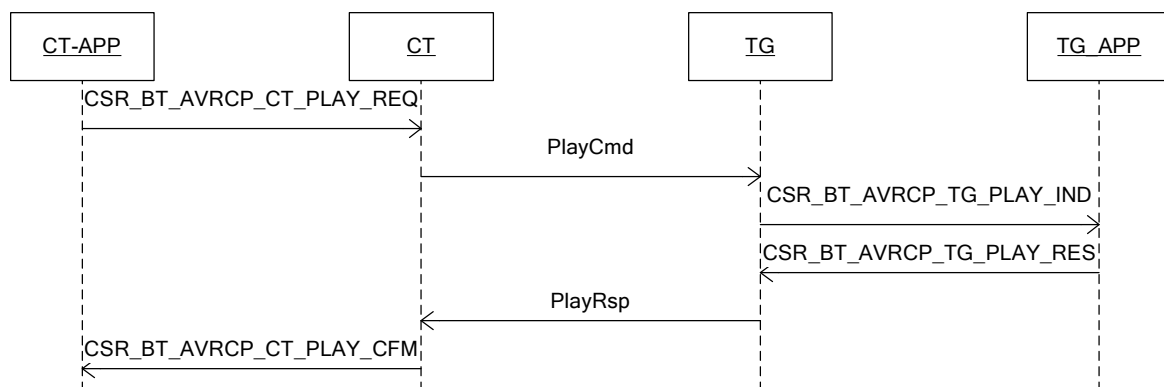 CT-APP
CT
TG
TG_APP
CSR_BT_AVRCP_CT_PLAY_REQ
PlayCmd
CSR_BT_AVRCP_TG_PLAY_IND
CSR_BT_AVRCP_TG_PLAY_RES
PlayRsp
CSR_BT_AVRCP_CT_PLAY_CFM